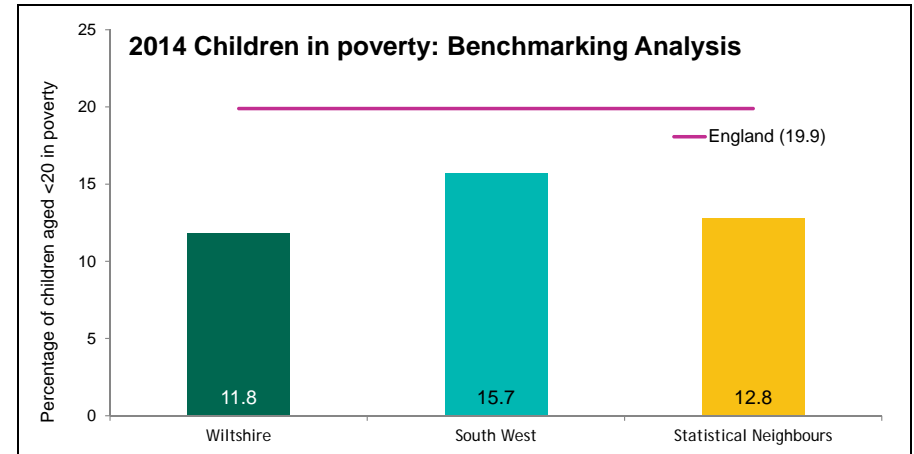 2014 Children in poverty: Benchmarking Analysis
Percentage of children aged <20 in poverty
25
20
15
10
5
0
England (19.9)
11.8
15.7
12.8
Wiltshire
South West
Statistical Neighbours